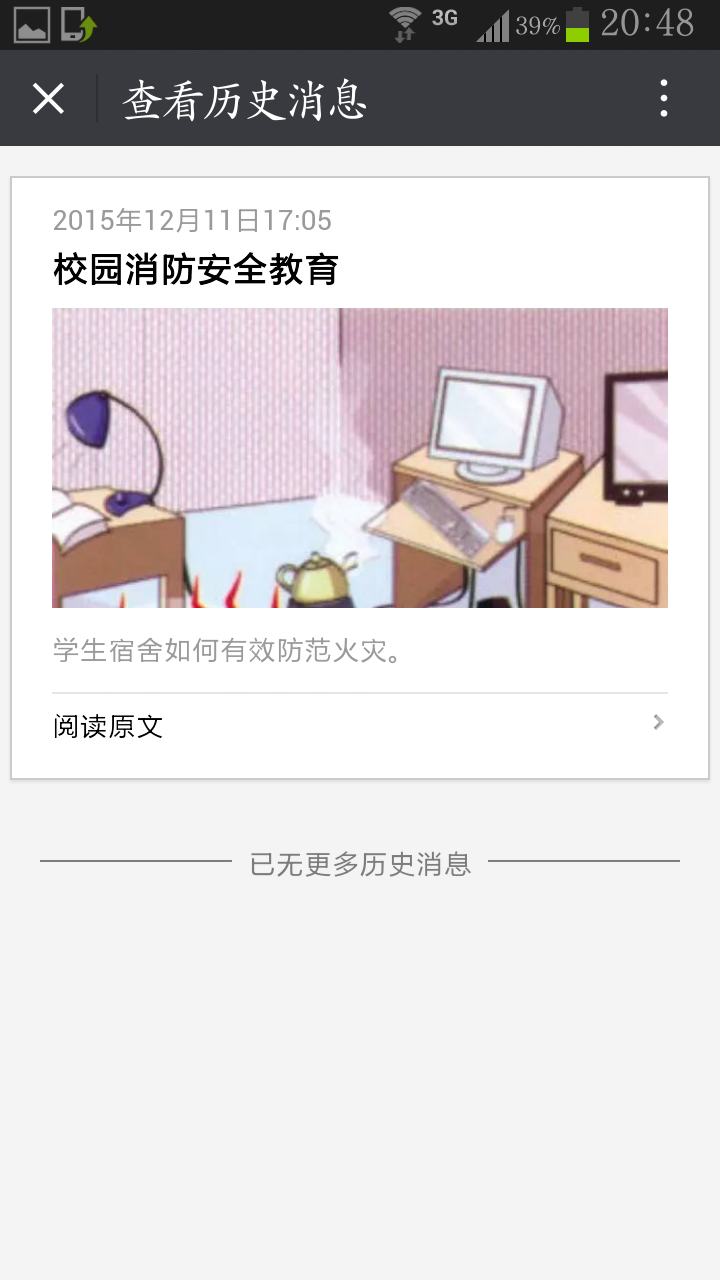 3G 39% 20:48
查看历史消息
2015年12月11日17:05
校园消防安全教育
学生宿舍如何有效防范火灾。
阅读原文
已无更多历史消息